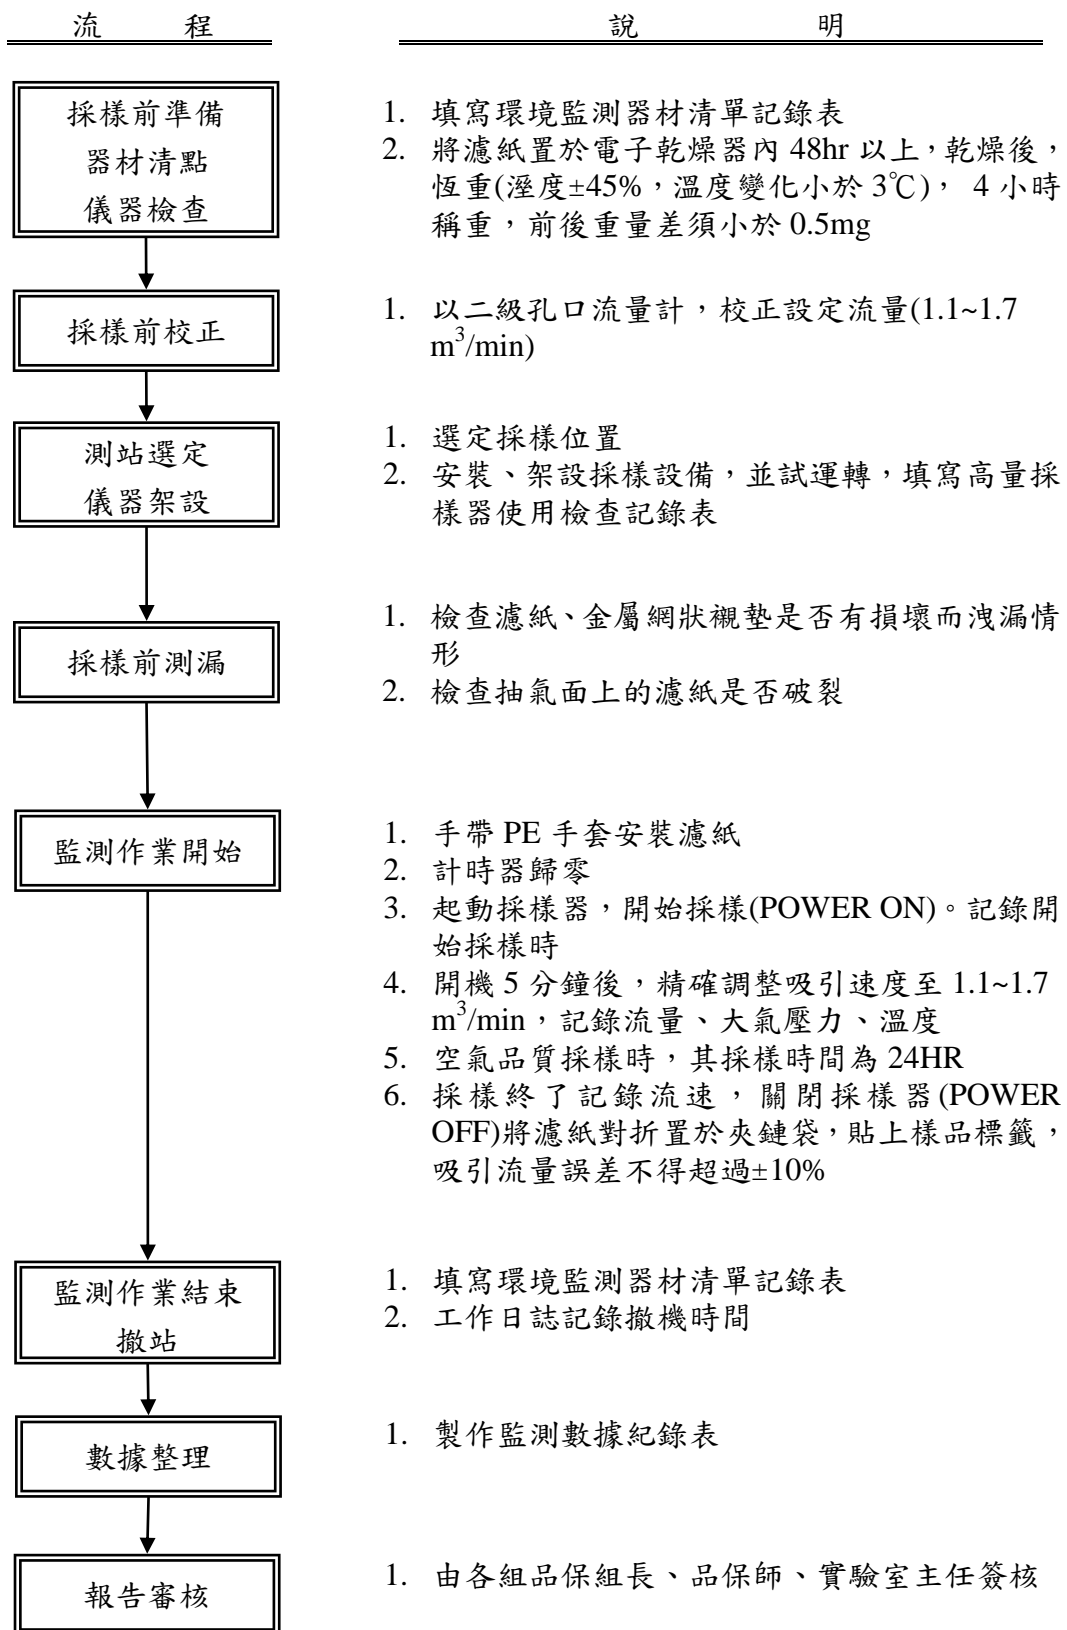 流 程
說 明
採樣前準備
器材清點
儀器檢查
1. 填寫環境監測器材清單記錄表
2. 將濾紙置於電子乾燥器內 48hr 以上，乾燥後，
恆重(溼度±45%，溫度變化小於 3℃)， 4 小時
稱重，前後重量差須小於 0.5mg
採樣前校正
1. 以二級孔口流量計，校正設定流量(1.1~1.7
m³/min)
測站選定
儀器架設
1. 選定採樣位置
2. 安裝、架設採樣設備，並試運轉，填寫高量採
樣器使用檢查記錄表
採樣前測漏
1. 檢查濾紙、金屬網狀襯墊是否有損壞而洩漏情
形
2. 檢查抽氣面上的濾紙是否破裂
監測作業開始
1. 手帶 PE 手套安裝濾紙
2. 計時器歸零
3. 起動採樣器，開始採樣(POWER ON)。記錄開
始採樣時
4. 開機 5 分鐘後，精確調整吸引速度至 1.1~1.7
m³/min，記錄流量、大氣壓力、溫度
5. 空氣品質採樣時，其採樣時間為 24HR
6. 採樣終了記錄流速，關閉採樣器(POWER
OFF)將濾紙對折置於夾鏈袋，貼上樣品標籤，
吸引流量誤差不得超過±10%
監測作業結束
撤站
1. 填寫環境監測器材清單記錄表
2. 工作日誌記錄撤機時間
數據整理
1. 製作監測數據紀錄表
報告審核
1. 由各組品保組長、品保師、實驗室主任簽核